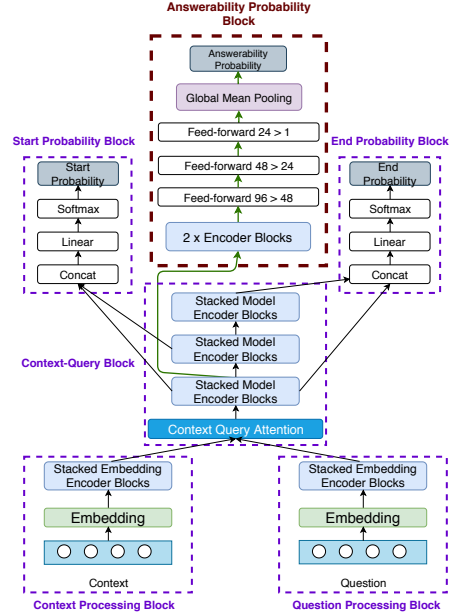 Answerability Probability
Block
Answerability
Probability
Global Mean Pooling
Feed-forward 24 > 1
Feed-forward 48 > 24
Feed-forward 96 > 48
2 x Encoder Blocks
Start Probability Block
Start
Probability
Softmax
Linear
Concat
End Probability Block
End
Probability
Softmax
Linear
Concat
Context-Query Block
Stacked Model
Encoder Blocks
Stacked Model
Encoder Blocks
Stacked Model
Encoder Blocks
Context Query Attention
Stacked Embedding
Encoder Blocks
Embedding
Context
Context Processing Block
Stacked Embedding
Encoder Blocks
Embedding
Question
Question Processing Block